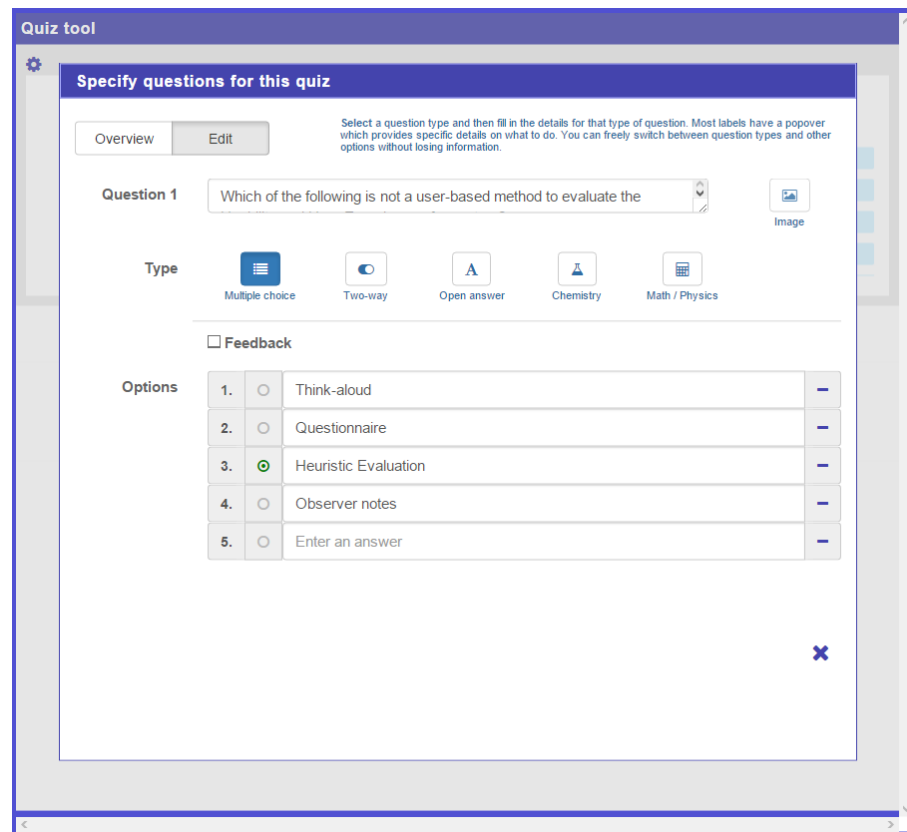 Quiz tool
Specify questions for this quiz
Overview
Edit
Select a question type and then fill in the details for that type of question. Most labels have a popover
which provides specific details on what to do. You can freely switch between question types and other
options without losing information.
Question 1
Which of the following is not a user-based method to evaluate the
Image
Type
A
Multiple choice
Two-way
Open answer
Chemistry
Math / Physics
Feedback
Options
1. Think-aloud
2. Questionnaire
3. Heuristic Evaluation
4. Observer notes
5. Enter an answer